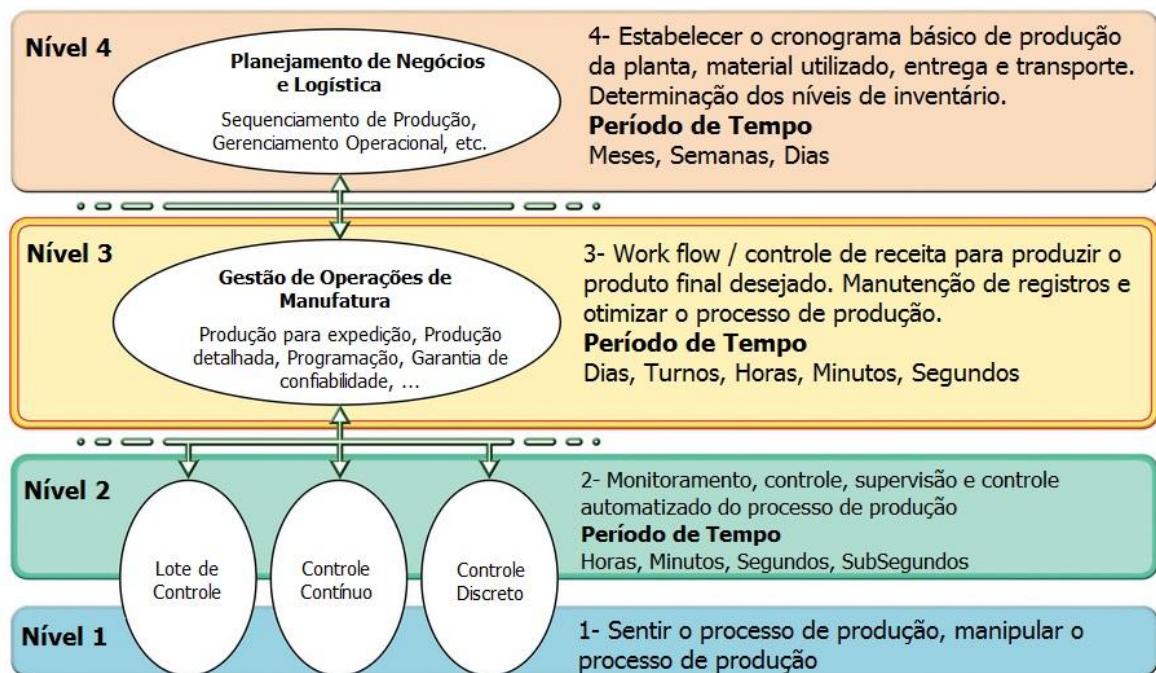 Nível 4
Planejamento de Negócios
e Logística
Sequenciamento de Produção,
Gerenciamento Operacional, etc.
4- Estabelecer o cronograma básico de produção
da planta, material utilizado, entrega e transporte.
Determinação dos níveis de inventário.
Período de Tempo
Meses, Semanas, Dias
Nível 3
Gestão de Operações de
Manufatura
Produção para expedição, Produção
detalhada, Programação, Garantia de
confiabilidade, ...
3- Work flow / controle de receita para produzir o
produto final desejado. Manutenção de registros e
otimizar o processo de produção.
Período de Tempo
Dias, Turnos, Horas, Minutos, Segundos
Nível 2
2- Monitoramento, controle, supervisão e controle
automatizado do processo de produção
Período de Tempo
Horas, Minutos, Segundos, SubSegundos
Lote de
Controle
Controle
Contínuo
Controle
Discreto
Nível 1
1- Sentir o processo de produção, manipular o
processo de produção